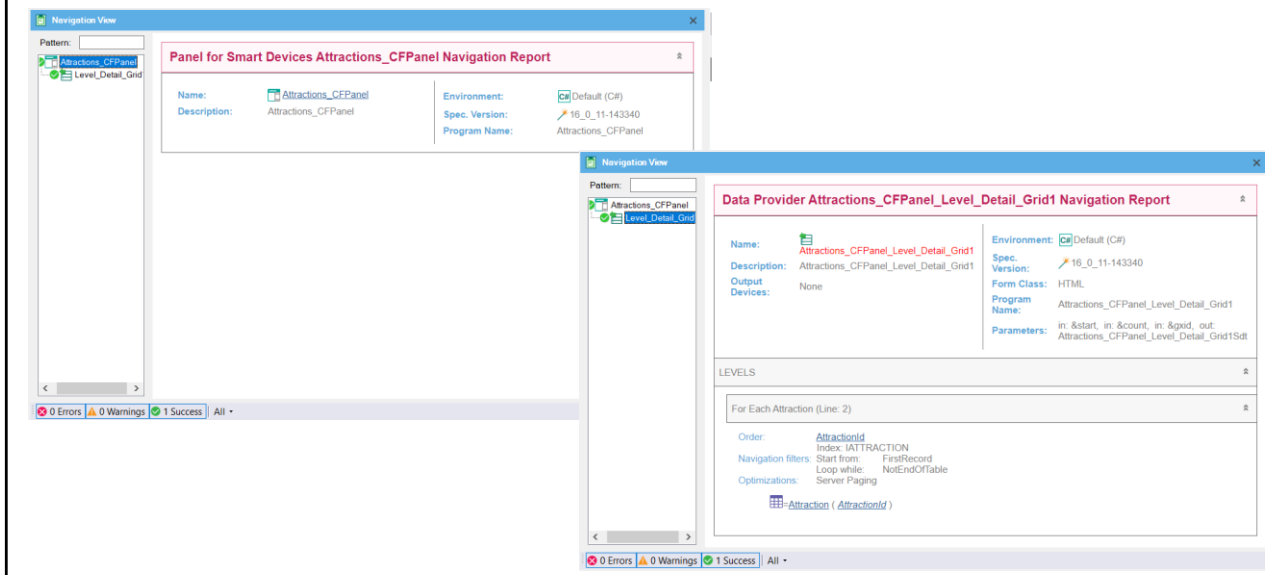 Navigation View
Pattern:
Attractions_CFPanel
Level_Detail_Grid
Panel for Smart Devices Attractions_CFPanel Navigation Report
Name: Attractions_CFPanel
Description: Attractions_CFPanel
Environment: C# Default (C#)
Spec. Version: 16_0_11-143340
Program Name: Attractions_CFPanel
0 Errors 0 Warnings 1 Success All
Navigation View
Pattern:
Attractions_CFPanel
Level_Detail_Grid
Data Provider Attractions_CFPanel_Level_Detail_Grid1 Navigation Report
Name: Attractions_CFPanel_Level_Detail_Grid1
Description: Attractions_CFPanel_Level_Detail_Grid1
Output
Devices: None
Environment: C# Default (C#)
Spec.
Version: 16_0_11-143340
Form Class: HTML
Program
Name: Attractions_CFPanel_Level_Detail_Grid1
Parameters: in: &start, in: &count, in: &gxid, out:
Attractions_CFPanel_Level_Detail_Grid1Sdt
LEVELS
For Each Attraction (Line: 2)
Order: AttractionId
Index: IATTRACTION
Navigation filters: Start from: FirstRecord
Loop while: NotEndOfTable
Optimizations: Server Paging
=Attraction ( AttractionId )
0 Errors 0 Warnings 1 Success All